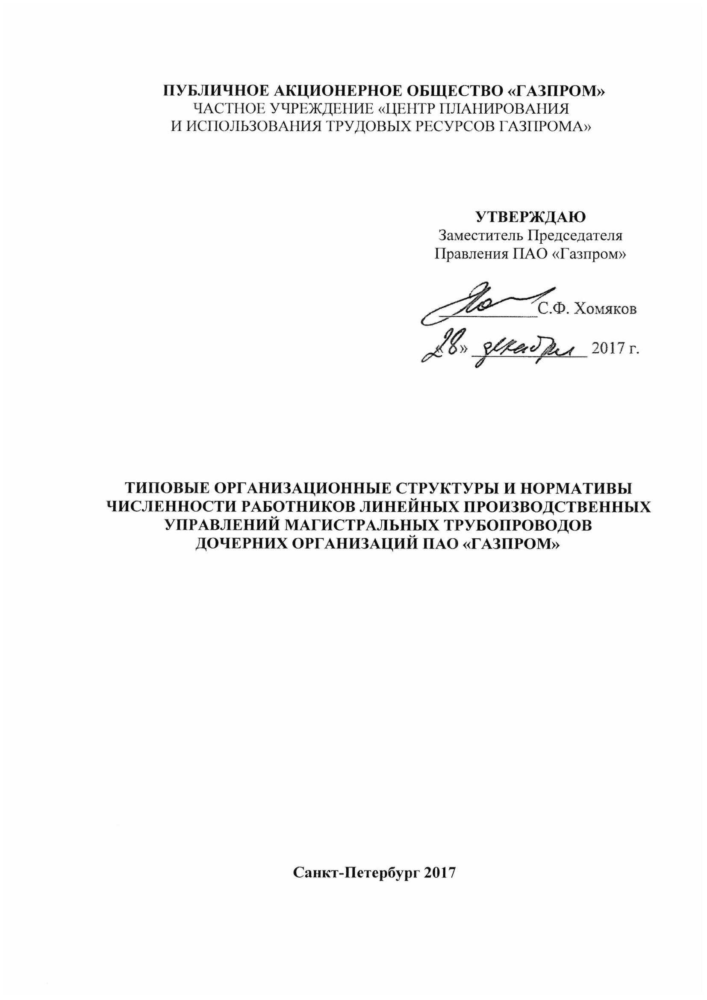 ПУБЛИЧНОЕ АКЦИОНЕРНОЕ ОБЩЕСТВО «ГАЗПРОМ»
ЧАСТНОЕ УЧРЕЖДЕНИЕ «ЦЕНТР ПЛАНИРОВАНИЯ
И ИСПОЛЬЗОВАНИЯ ТРУДОВЫХ РЕСУРСОВ ГАЗПРОМА»
УТВЕРЖДАЮ
Заместитель Председателя
Правления ПАО «Газпром»
С.Ф. Хомяков
«28» декабря 2017 г.
ТИПОВЫЕ ОРГАНИЗАЦИОННЫЕ СТРУКТУРЫ И НОРМАТИВЫ
ЧИСЛЕННОСТИ РАБОТНИКОВ ЛИНЕЙНЫХ ПРОИЗВОДСТВЕННЫХ
УПРАВЛЕНИЙ МАГИСТРАЛЬНЫХ ТРУБОПРОВОДОВ
ДОЧЕРНИХ ОРГАНИЗАЦИЙ ПАО «ГАЗПРОМ»
Санкт-Петербург 2017